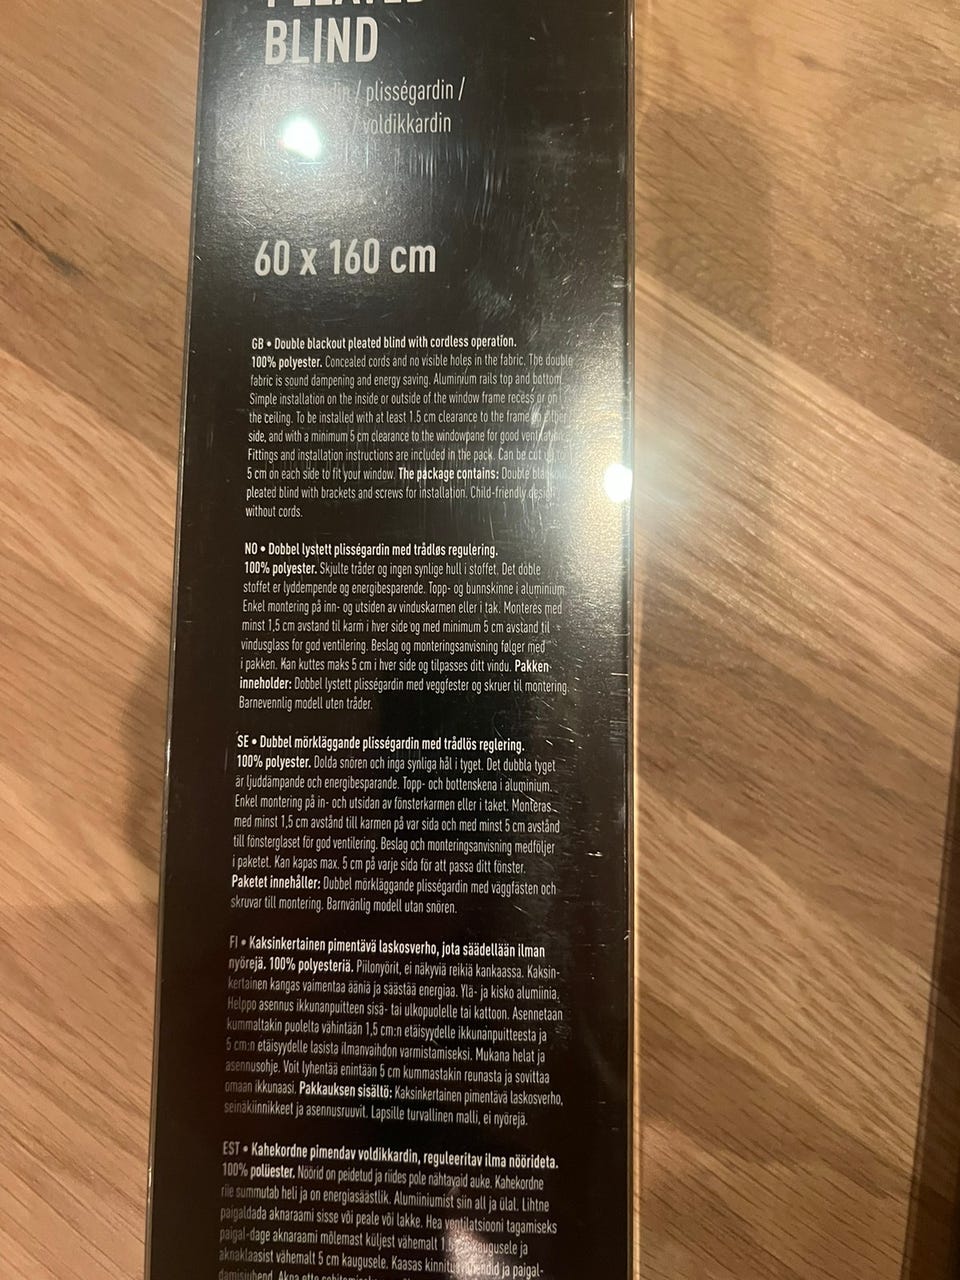 BLIND
/ plisségardin /
/ voldikkardin
60 x 160 cm
GB • Double blackout pleated blind with cordless operation.
100% polyester. Concealed cords and no visible holes in the fabric. The double
fabric is sound dampening and energy saving. Aluminium rails top and bottom.
Simple installation on the inside or outside of the window frame recess or on
the ceiling. To be installed with at least 1.5 cm clearance to the frame on either
side, and with a minimum 5 cm clearance to the windowpane for good ventilation.
Fittings and installation instructions are included in the pack. Can be cut up to
5 cm on each side to fit your window. The package contains: Double blackout
pleated blind with brackets and screws for installation. Child-friendly design
without cords.
NO • Dobbel lystett plisségardin med trådløs regulering.
100% polyester. Skjulte tråder og ingen synlige hull i stoffet. Det doble
stoffet er lyddempende og energibesparende. Topp- og bunnskinne i aluminium.
Enkel montering på inn- og utsiden av vinduskarmen eller i tak. Monteres med
minst 1,5 cm avstand til karm i hver side og med minimum 5 cm avstand til
vindusglass for god ventilering. Beslag og monteringsanvisning følger med
i pakken. Kan kuttes maks 5 cm i hver side og tilpasses ditt vindu. Pakken
inneholder: Dobbel lystett plisségardin med veggfester og skruer til montering.
Barnevennlig modell uten tråder.
SE • Dubbel mörkläggande plisségardin med trådlös reglering.
100% polyester. Dolda snören och inga synliga hål i tyget. Det dubbla tyget
är ljuddämpande och energibesparande. Topp- och bottenskena i aluminium.
Enkel montering på in- och utsidan av fönsterkarmen eller i taket. Monteras
med minst 1,5 cm avstånd till karmen på var sida och med minst 5 cm avstånd
till fönsterglaset för god ventilering. Beslag och monteringsanvisning medföljer
i paketet. Kan kapas max. 5 cm på varje sida för att passa ditt fönster.
Paketet innehåller: Dubbel mörkläggande plisségardin med väggfästen och
skruvar till montering. Barnvänlig modell utan snören.
FI • Kaksinkertainen pimentävä laskosverho, jota säädellään ilman
nyörejä. 100% polyesteriä. Piilonyörit, ei näkyviä reikiä kankaassa. Kaksin-
kertainen kangas vaimentaa ääniä ja säästää energiaa. Ylä- ja kisko alumiinia.
Helppo asennus ikkunanpuitteen sisä- tai ulkopuolelle tai kattoon. Asennetaan
kummaltakin puolelta vähintään 1,5 cm:n etäisyydelle ikkunanpuitteesta ja
5 cm:n etäisyydelle lasista ilmanvaihdon varmistamiseksi. Mukana helat ja
asennusohje. Voit lyhentää enintään 5 cm kummastakin reunasta ja sovittaa
omaan ikkunaasi. Pakkauksen sisältö: Kaksinkertainen pimentävä laskosverho,
seinäkiinnikkeet ja asennusruuvit. Lapsille turvallinen malli, ei nyörejä.
EST • Kahekordne pimendav voldikkardin, reguleeritav ilma nöörideta.
100% polüester. Nöörid on peidetud ja riides pole nähtavaid auke. Kahekordne
riie summutab heli ja on energiasäästlik. Alumiiniumist siin all ja ülal. Lihtne
paigaldada aknaraami sisse või peale või lakke. Hea ventilatsiooni tagamiseks
paigal-dage aknaraami mõlemast küljest vähemalt kaugusele ja
aknaklaasist vähemalt 5 cm kaugusele. Kaasas ja paigal-